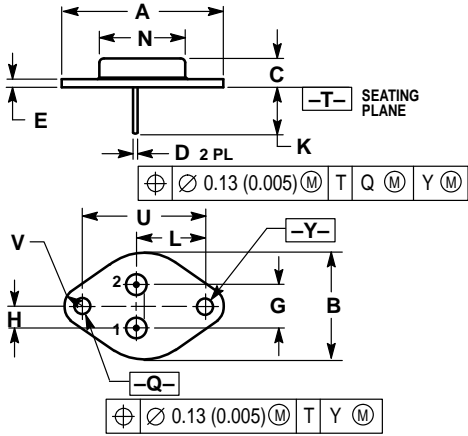 A
N
C
E
–T– SEATING PLANE
K
D 2 PL
⌖ ∅ 0.13 (0.005) Ⓜ T Q Ⓜ Y Ⓜ
U
V
L
–Y–
2
H
G
B
1
–Q–
⌖ ∅ 0.13 (0.005) Ⓜ T Y Ⓜ